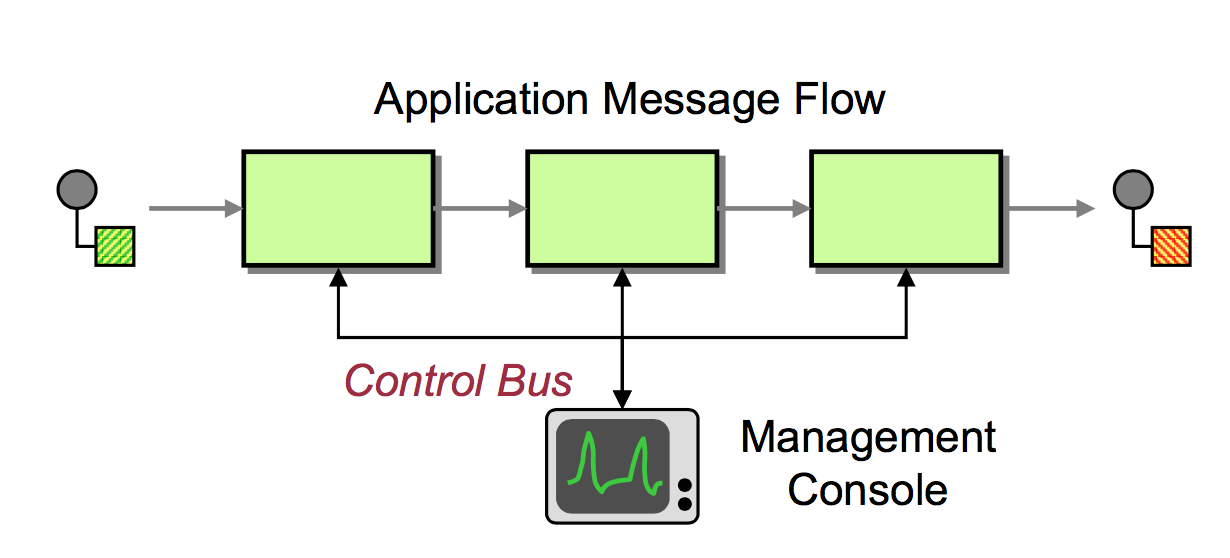 Application Message Flow
Control Bus
Management
Console